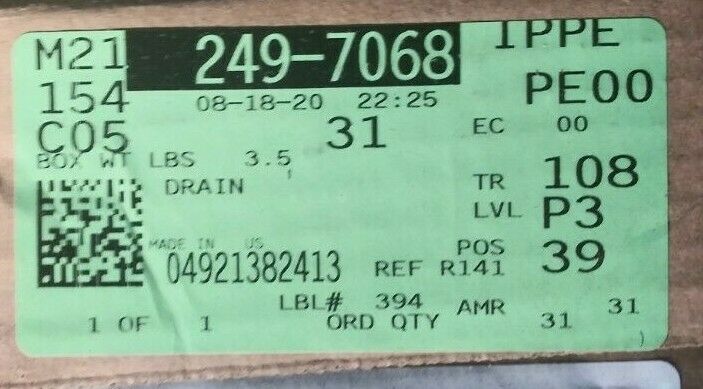 M21 249-7068 IPPE
154 08-18-20 22:25 PE00
C05 31 EC 00
BOX WT LBS 3.5
DRAIN TR 108
LVL P3
MADE IN US POS 39
04921382413 REF R141
LBL# 394 AMR 31
1 OF 1 ORD QTY 31